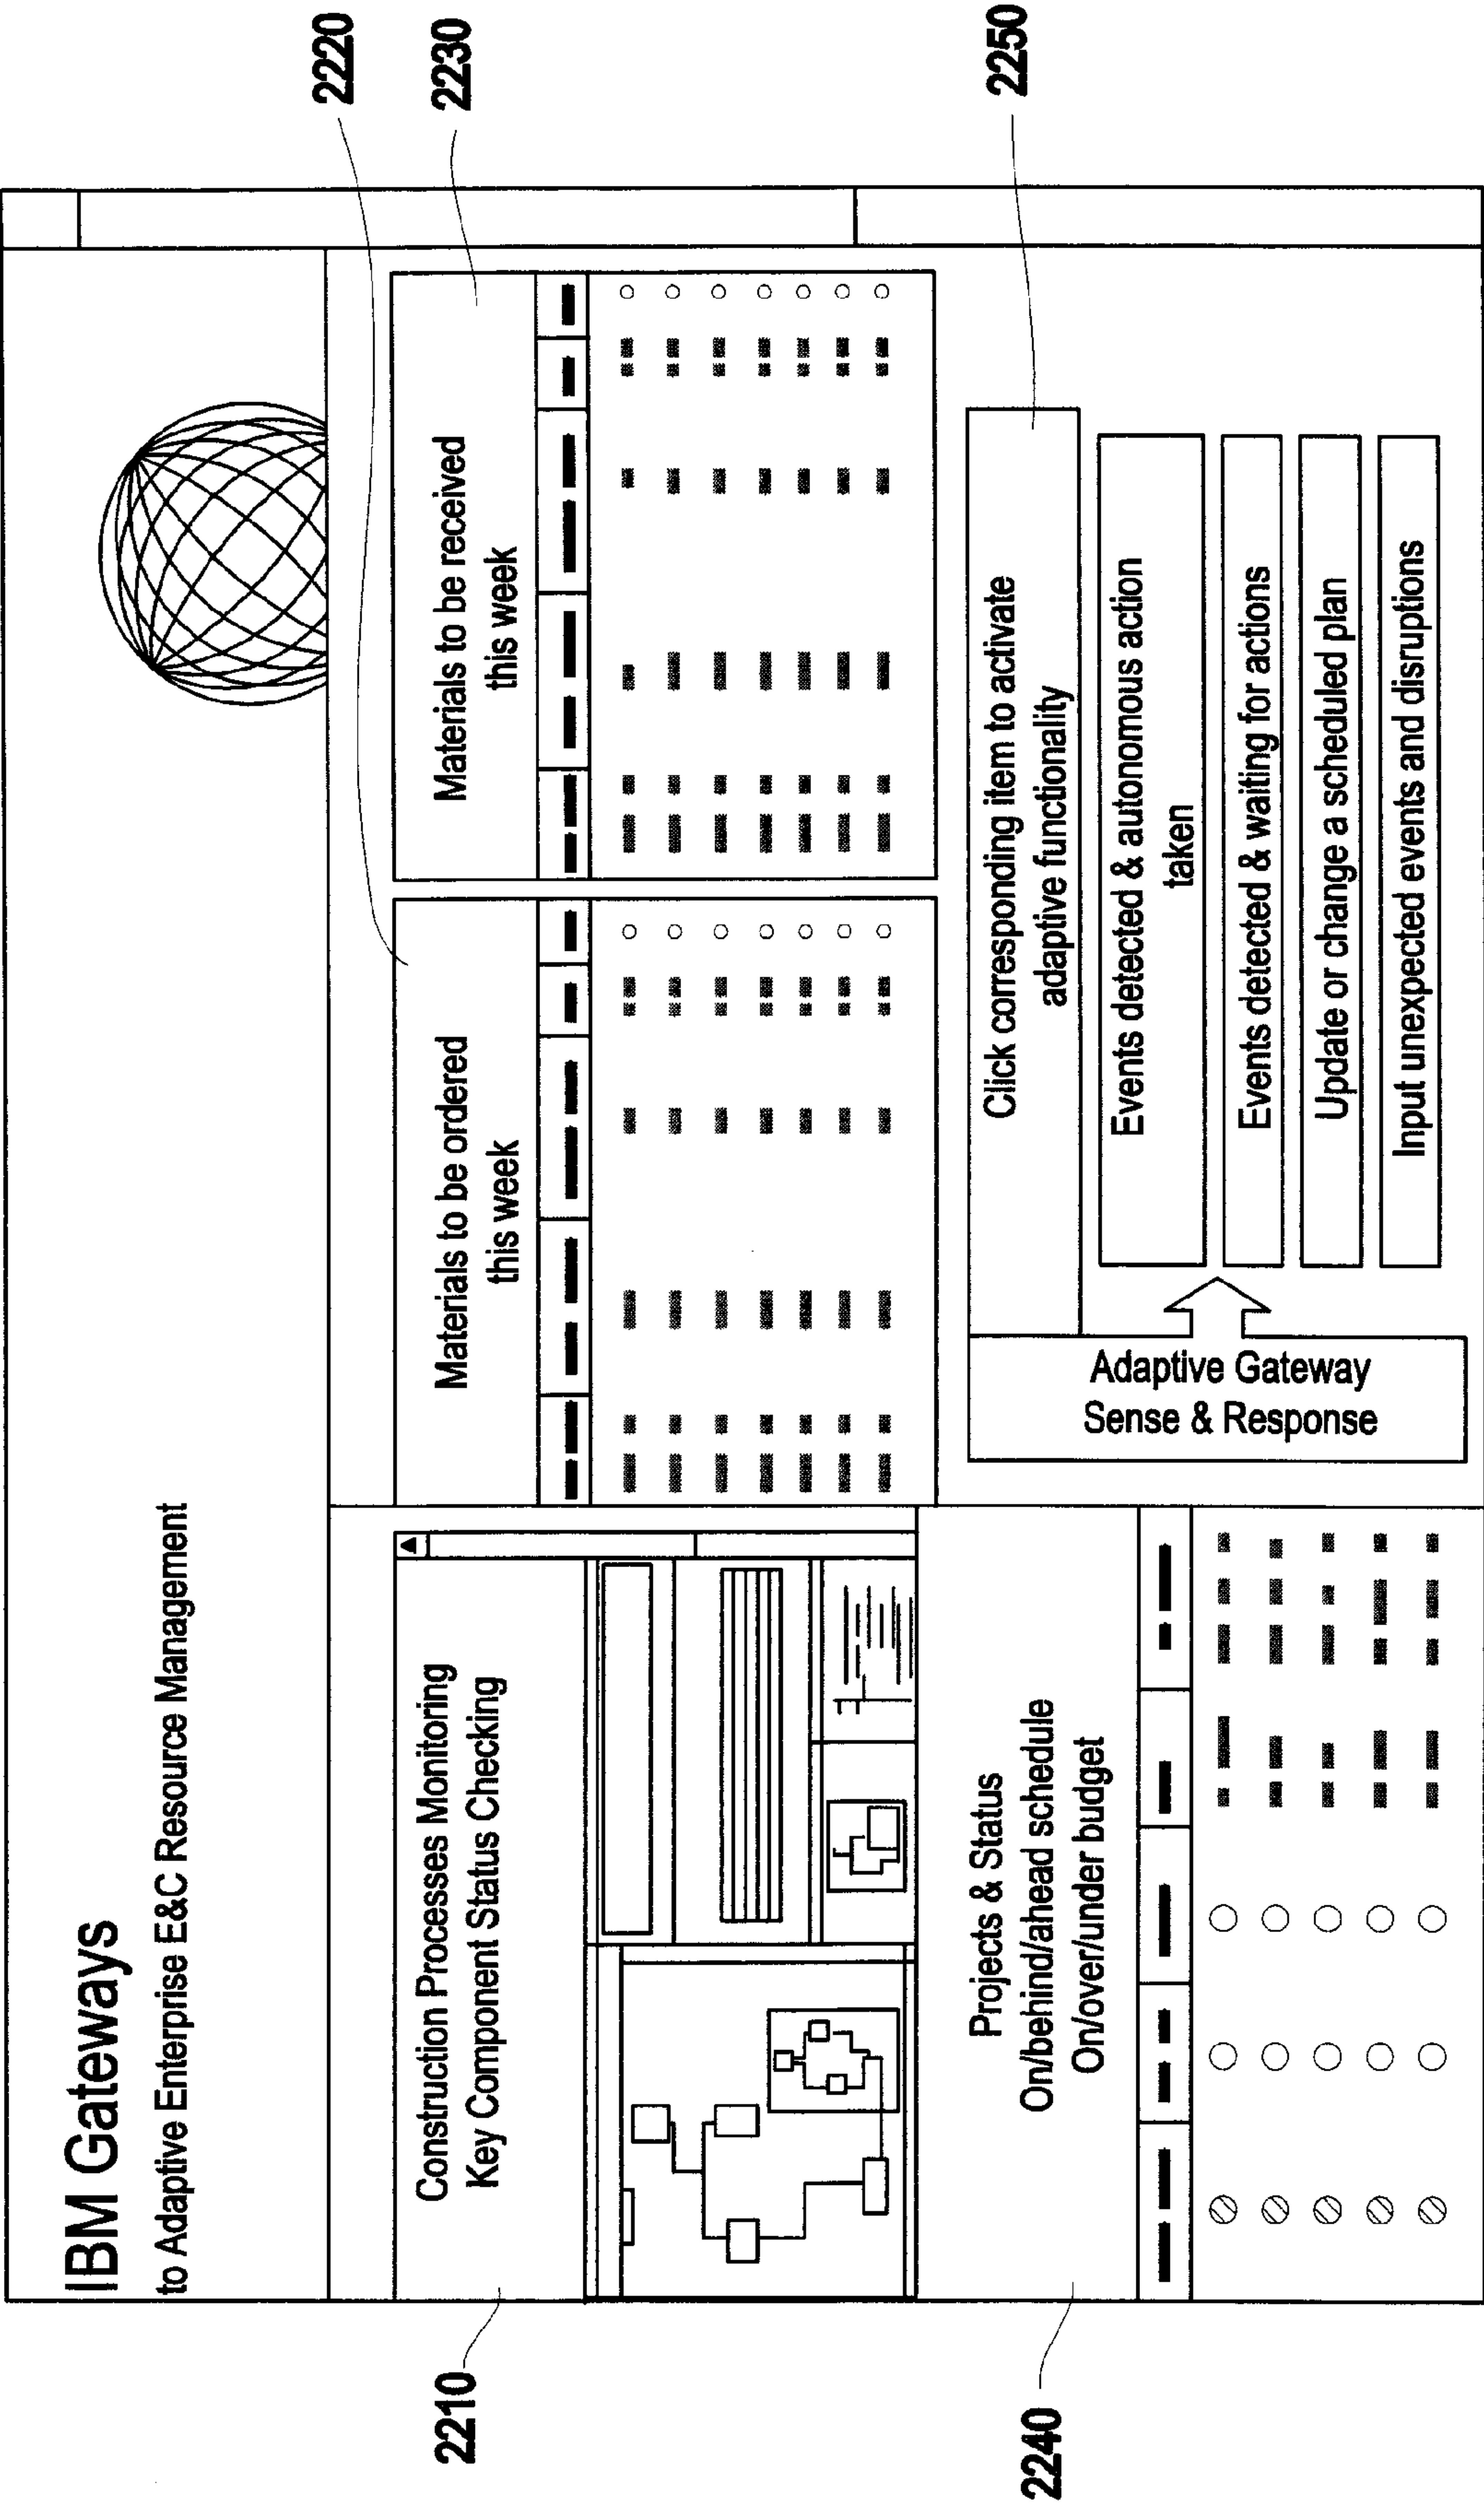 IBM Gateways
to Adaptive Enterprise E&C Resource Management
2210
Construction Processes Monitoring
Key Component Status Checking
2220
Materials to be ordered
this week
2230
Materials to be received
this week
2240
Projects & Status
On/behind/ahead schedule
On/over/under budget
Adaptive Gateway
Sense & Response
2250
Click corresponding item to activate
adaptive functionality
Events detected & autonomous action
taken
Events detected & waiting for actions
Update or change a scheduled plan
Input unexpected events and disruptions